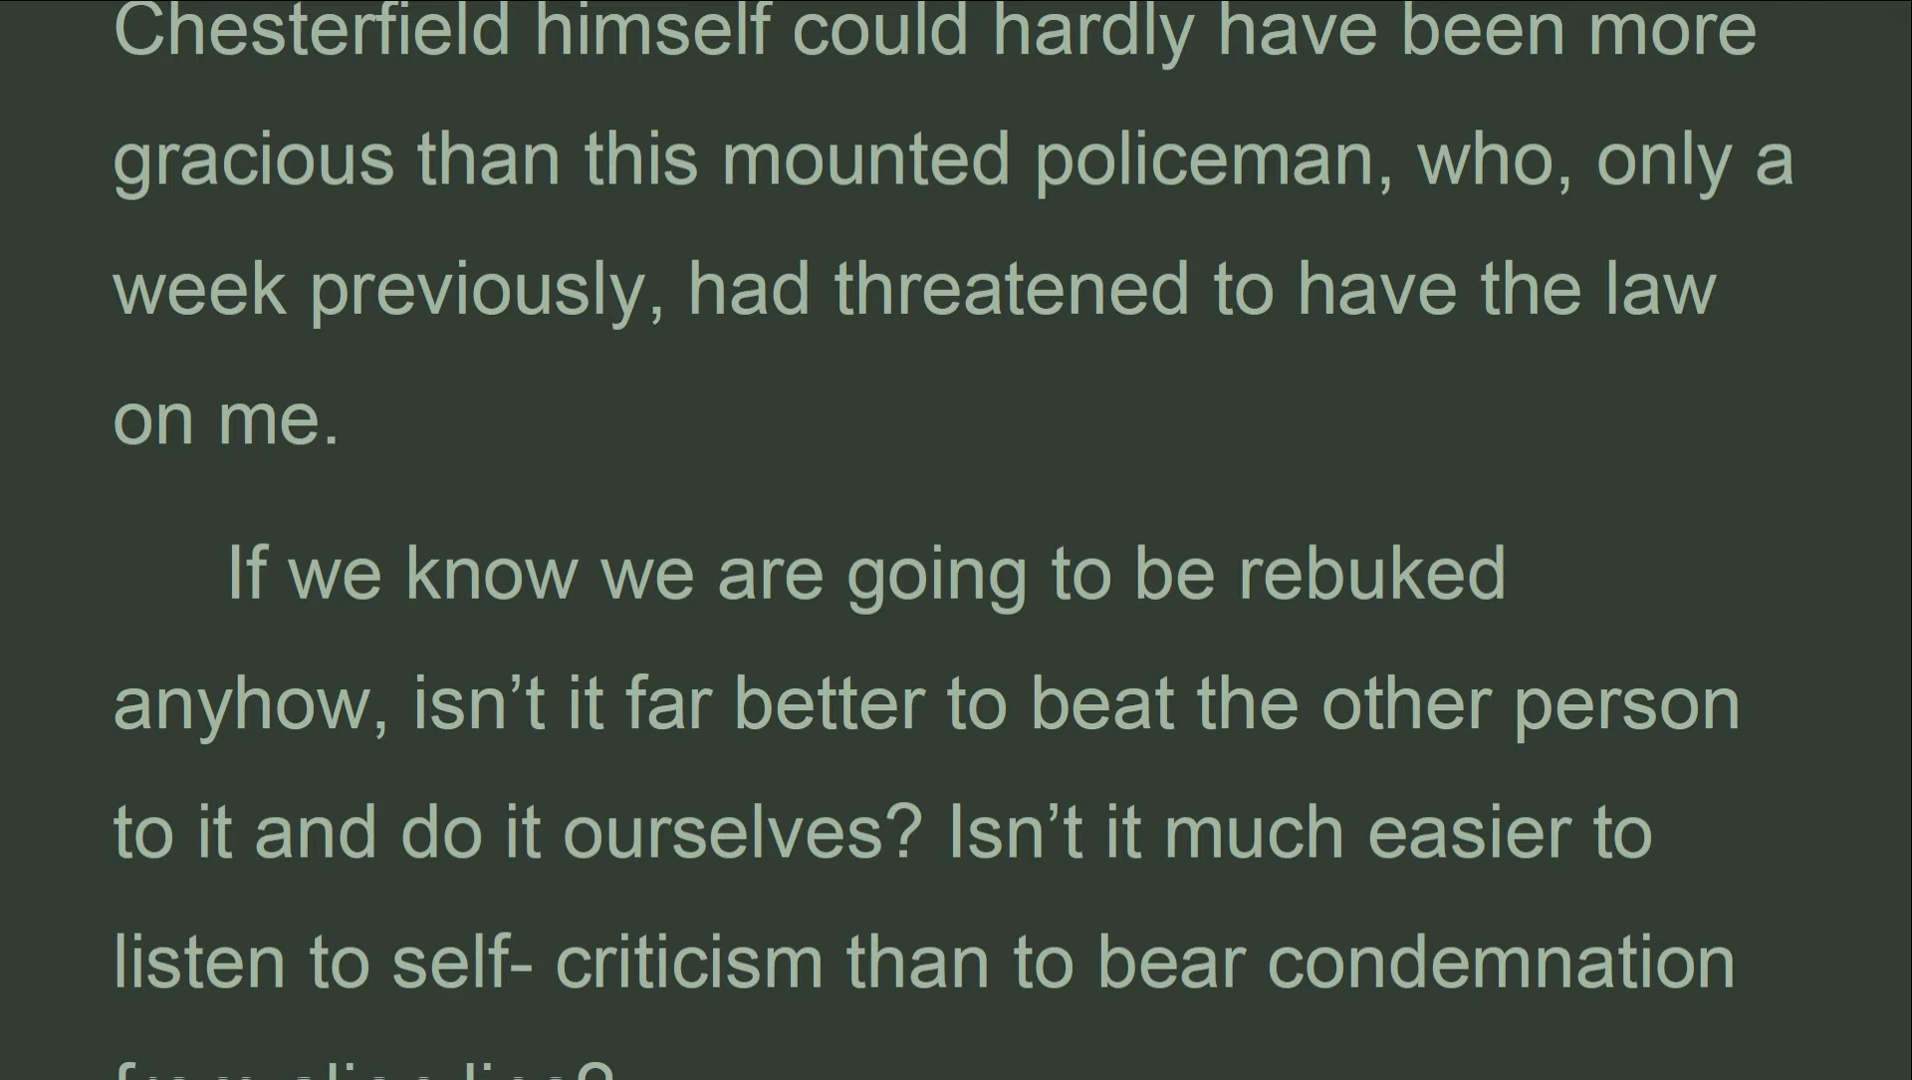 Chesterfield himself could hardly have been more
gracious than this mounted policeman, who, only a
week previously, had threatened to have the law
on me.
If we know we are going to be rebuked
anyhow, isn’t it far better to beat the other person
to it and do it ourselves? Isn’t it much easier to
listen to self- criticism than to bear condemnation